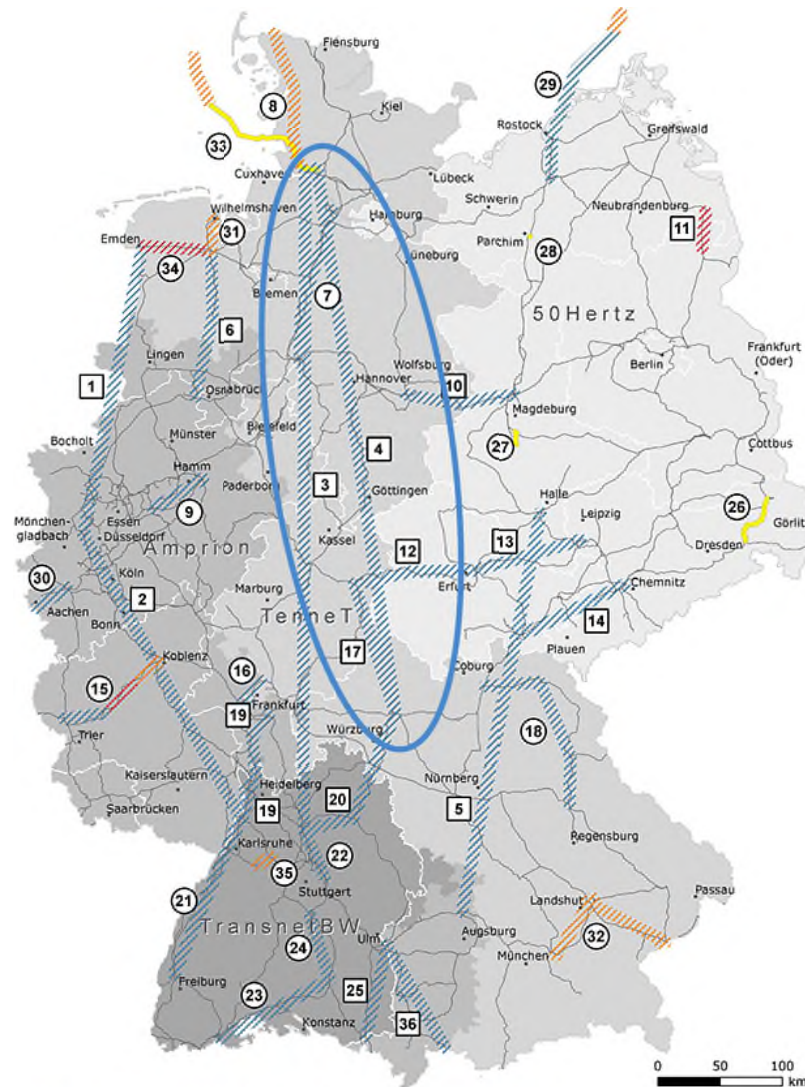 Flensburg
8
Kiel
29
Rostock
Greifswald
33
Cuxhaven
Lübeck
Schwerin
Neubrandenburg
Wilhelmshaven
Hamburg
31
11
Emden
Parchim
28
34
Lüneburg
Bremen
7
50Hertz
6
Lingen
Wolfsburg
Berlin
Frankfurt
(Oder)
1
Osnabrück
Hannover
10
Magdeburg
Bocholt
Münster
Bielefeld
4
27
Cottbus
Hamm
Paderborn
3
Göttingen
Halle
Leipzig
26
Essen
9
Mönchen-
gladbach
Düsseldorf
Amprion
Kassel
Dresden
Görlitz
30
Köln
12
13
Erfurt
Aachen
2
Marburg
TenneT
Chemnitz
Bonn
14
17
Plauen
Koblenz
16
Coburg
15
Frankfurt
19
Trier
Würzburg
18
Kaiserslautern
Heidelberg
Nürnberg
Saarbrücken
19
20
5
Karlsruhe
22
Regensburg
35
21
Stuttgart
Passau
Landshut
TransnetBW
Ulm
Augsburg
32
24
München
Freiburg
23
25
Konstanz
36
0 50 100
km